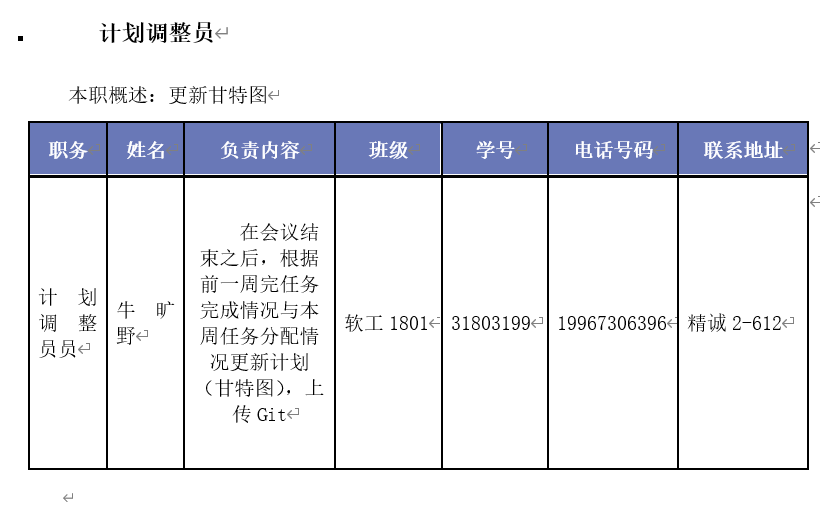 计划调整员
本职概述：更新甘特图
职务 姓名 负责内容 班级 学号 电话号码 联系地址
计划
调整
员员
牛旷
野
在会议结
束之后，根据
前一周完任务
完成情况与本
周任务分配情
况更新计划
（甘特图），上
传 Git
软工 1801
31803199
19967306396
精诚 2-612